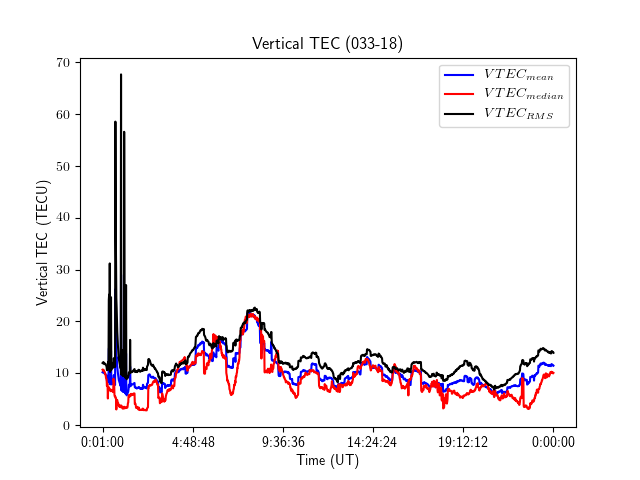 Vertical TEC (033-18)
70
60
50
40
30
20
10
0
Vertical TEC (TECU)
VTEC_mean
VTEC_median
VTEC_RMS
0:01:00 4:48:48 9:36:36 14:24:24 19:12:12 0:00:00
Time (UT)